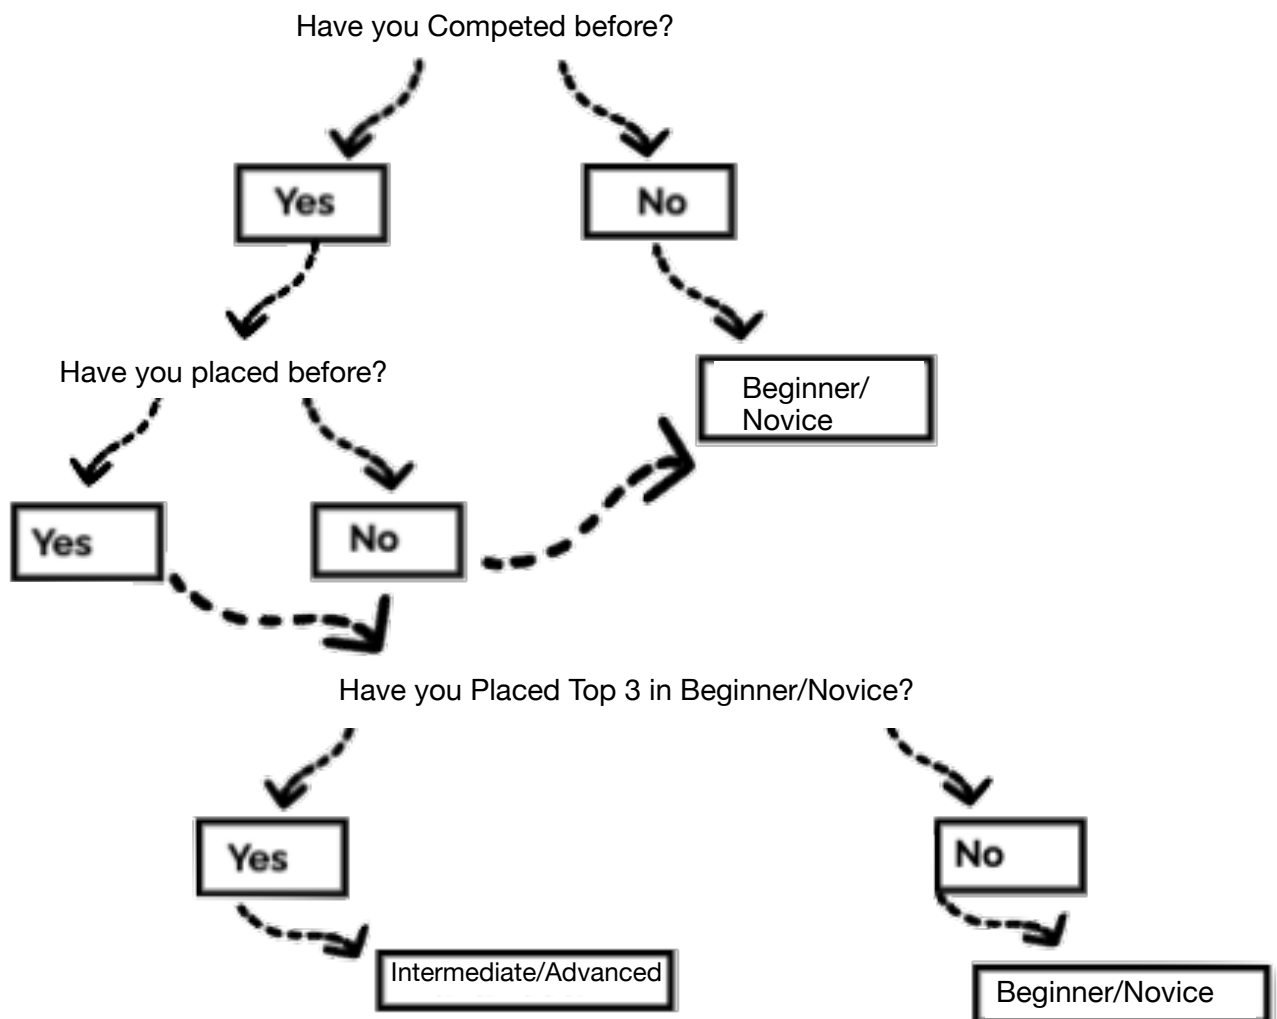 Have you Competed before?
Yes
No
Have you placed before?
Beginner/
Novice
Yes
No
Have you Placed Top 3 in Beginner/Novice?
Yes
No
Intermediate/Advanced
Beginner/Novice